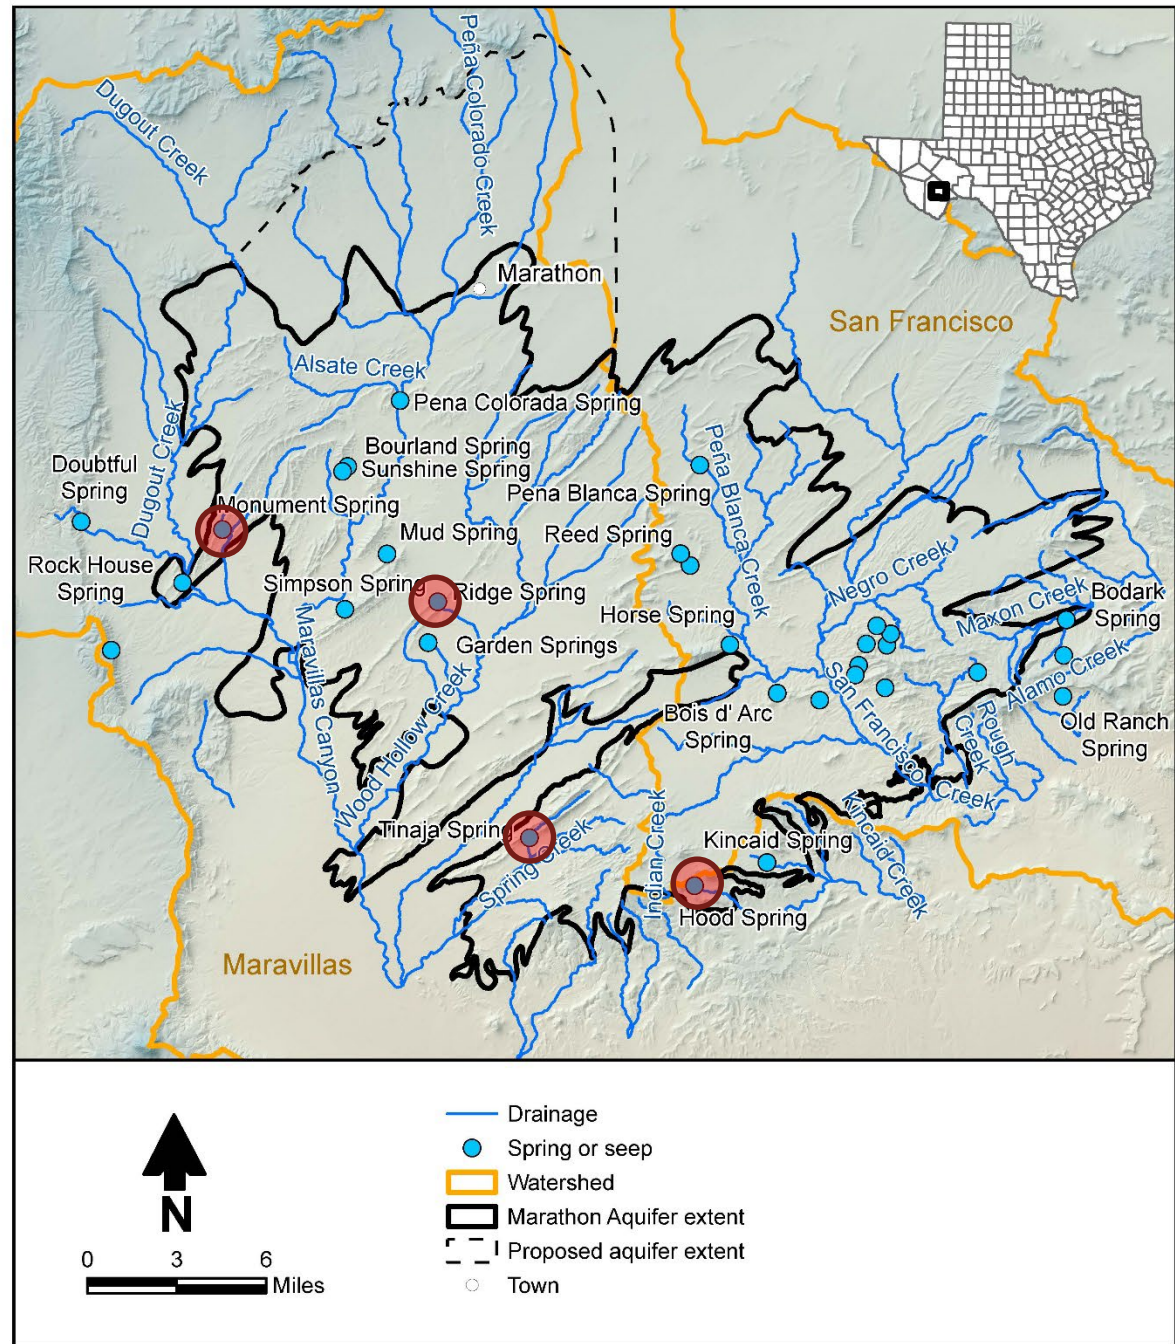 Peña Colorado Creek
Dugout Creek
Marathon
San Francisco
Alsate Creek
Pena Colorada Spring
Dugout Creek
Bourland Spring
Sunshine Spring
Doubtful
Spring
Peña Blanca Creek
Pena Blanca Spring
Monument Spring
Mud Spring
Reed Spring
Rock House
Spring
Simpson Spring
Ridge Spring
Negro Creek
Maxon Creek
Bodark
Spring
Horse Spring
Garden Springs
Maravillas Canyon
Alamo Creek
San Francisco Creek
Rough
Creek
Bois d' Arc
Spring
Old Ranch
Spring
Wood Hollow Creek
Tinaja Spring
Spring Creek
Indian Creek
Kincaid Spring
Kincaid Creek
Hood Spring
Maravillas
N
0 3 6
Miles
Drainage
Spring or seep
Watershed
Marathon Aquifer extent
Proposed aquifer extent
Town